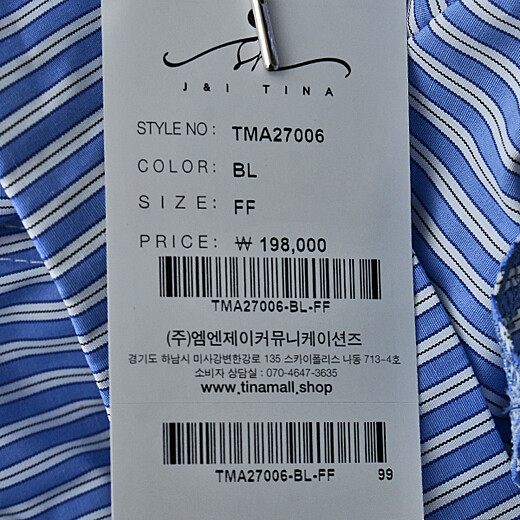 J & I TINA
STYLE NO : TMA27006
COLOR: BL
SIZE: FF
PRICE: ₩ 198,000
TMA27006-BL-FF
(주)엠엔제이커뮤니케이션즈
경기도 하남시 미사강변한강로 135 스카이폴리스 나동 713-4호
소비자 상담실 : 070-4647-3635
www.tinamall.shop
TMA27006-BL-FF 99